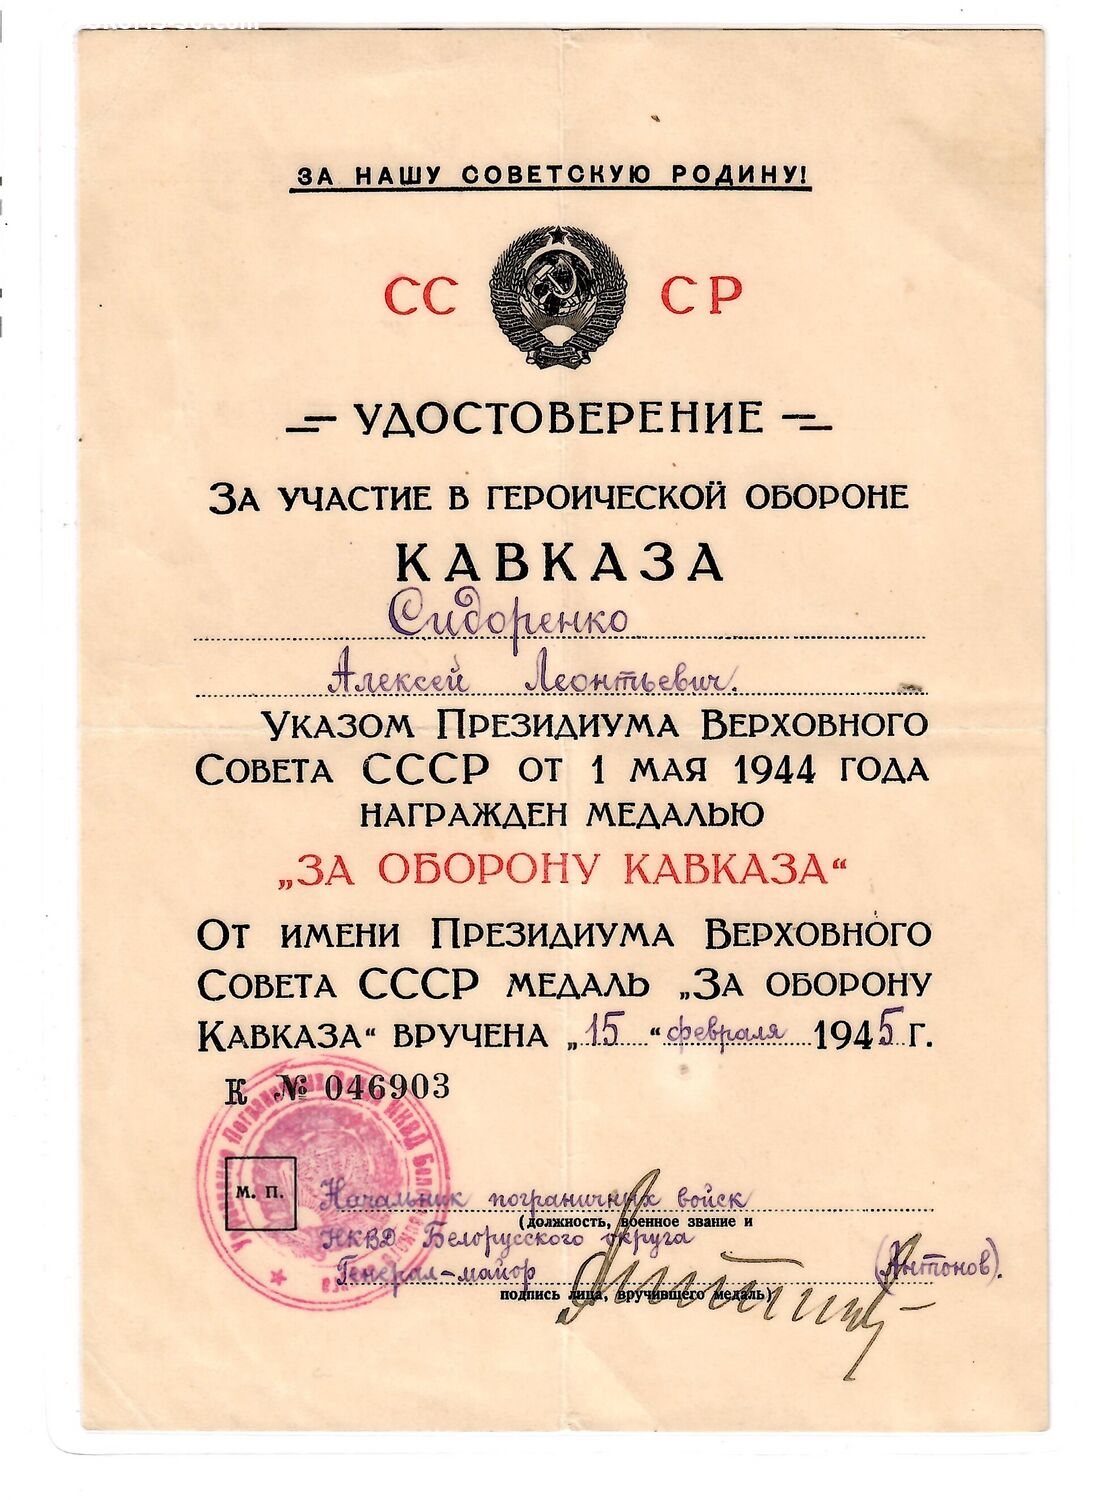 ЗА НАШУ СОВЕТСКУЮ РОДИНУ!
СС СР
УДОСТОВЕРЕНИЕ
ЗА УЧАСТИЕ В ГЕРОИЧЕСКОЙ ОБОРОНЕ
КАВКАЗА
Сидоренко
Алексей Леонтьевич.
УКАЗОМ ПРЕЗИДИУМА ВЕРХОВНОГО
СОВЕТА СССР ОТ 1 МАЯ 1944 ГОДА
НАГРАЖДЕН МЕДАЛЬЮ
„ЗА ОБОРОНУ КАВКАЗА“
ОТ ИМЕНИ ПРЕЗИДИУМА ВЕРХОВНОГО
СОВЕТА СССР МЕДАЛЬ „ЗА ОБОРОНУ
КАВКАЗА“ ВРУЧЕНА „15“ февраля 1945 Г.
К № 046903
М. П.
Начальник пограничных войск
(должность, военное звание и
НКВД Белорусского округа
Генерал-майор (Антонов).
подпись лица, вручившего медаль)